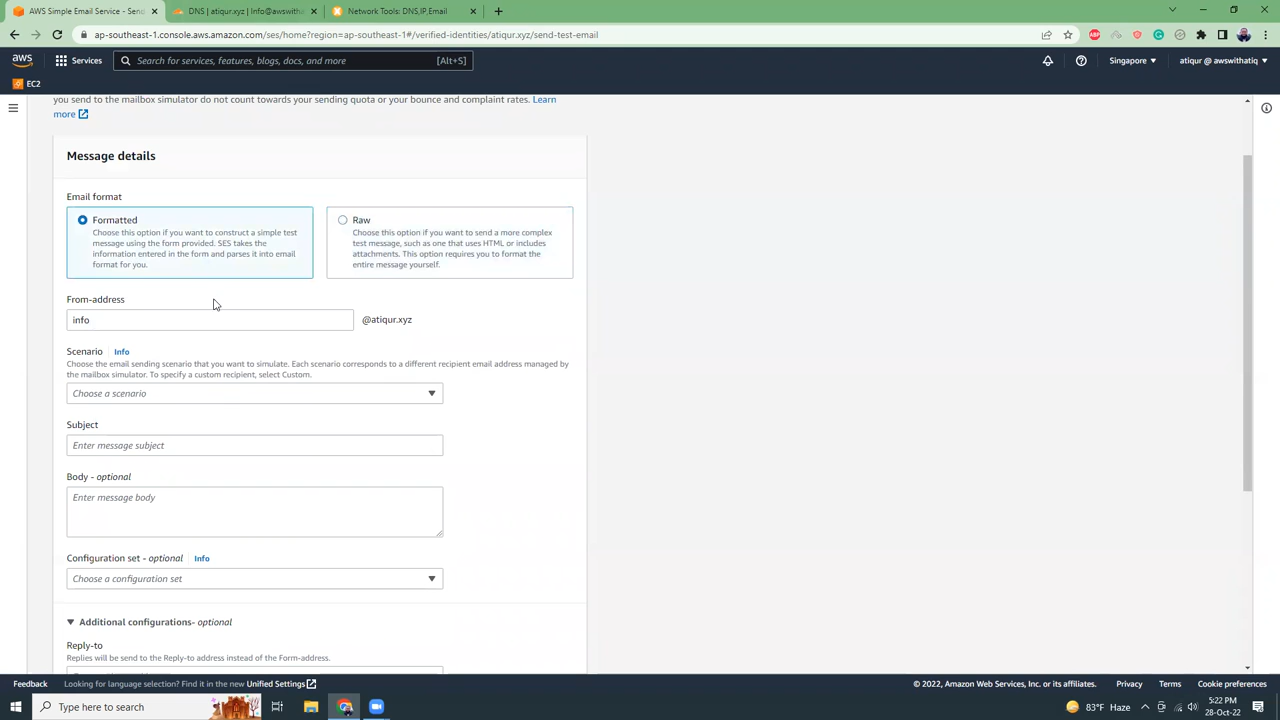 AWS Simple Email Service - Send
DNS | atiqur.xyz | Info@awswithat
Network Tools: DNS,IP,Email
ap-southeast-1.console.aws.amazon.com/ses/home?region=ap-southeast-1#/verified-identities/atiqur.xyz/send-test-email
aws
Services
Search for services, features, blogs, docs, and more
[Alt+S]
Singapore
atiqur @ awswithatiq
EC2
you send to the mailbox simulator do not count towards your sending quota or your bounce and complaint rates. Learn
more
Message details
Email format
Formatted
Choose this option if you want to construct a simple test
message using the form provided. SES takes the
information entered in the form and parses it into email
format for you.
Raw
Choose this option if you want to send a more complex
test message, such as one that uses HTML or includes
attachments. This option requires you to format the
entire message yourself.
From-address
info
@atiqur.xyz
Scenario
Info
Choose the email sending scenario that you want to simulate. Each scenario corresponds to a different recipient email address managed by
the mailbox simulator. To specify a custom recipient, select Custom.
Choose a scenario
Subject
Enter message subject
Body - optional
Enter message body
Configuration set - optional
Info
Choose a configuration set
Additional configurations- optional
Reply-to
Replies will be send to the Reply-to address instead of the Form-address.
Feedback
Looking for language selection? Find it in the new Unified Settings
© 2022, Amazon Web Services, Inc. or its affiliates.
Privacy
Terms
Cookie preferences
Type here to search
83°F Haze
5:22 PM
28-Oct-22